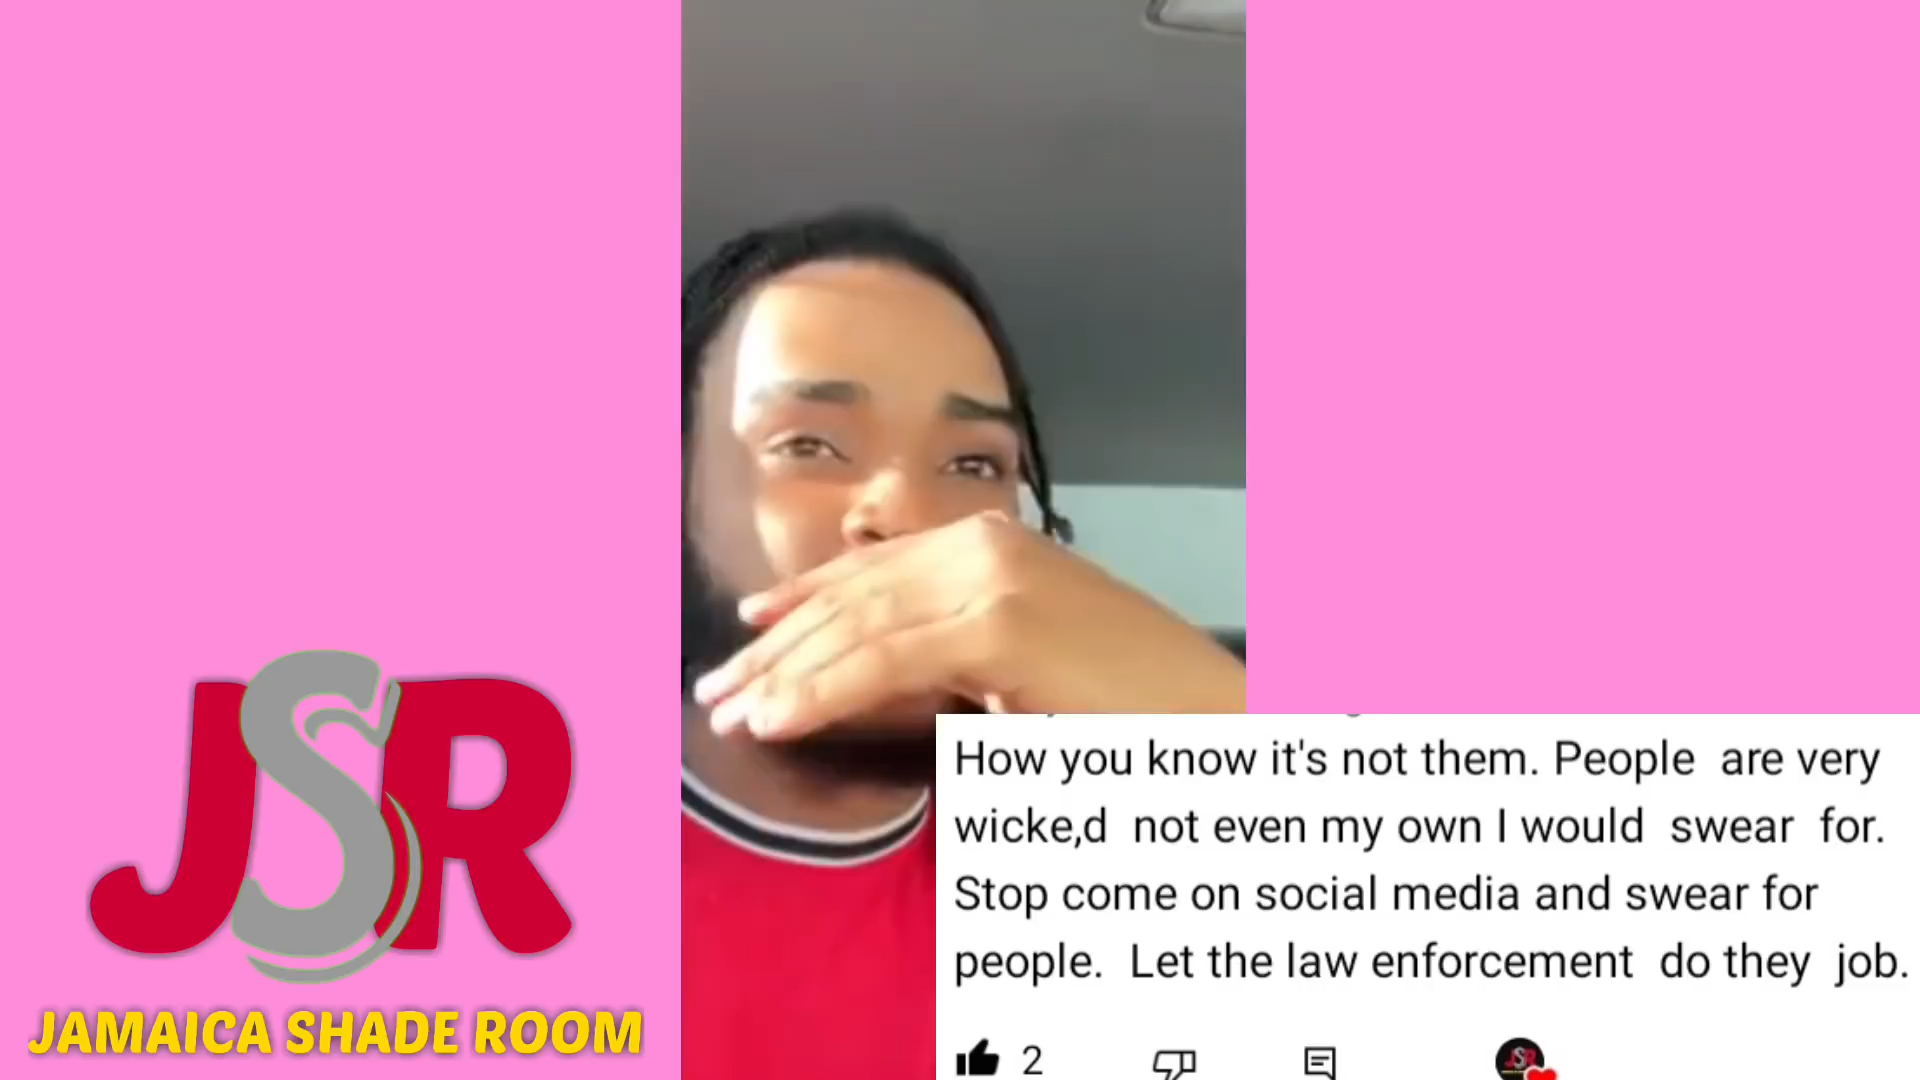 JSR
JAMAICA SHADE ROOM
How you know it's not them. People are very
wicke,d not even my own I would swear for.
Stop come on social media and swear for
people. Let the law enforcement do they job.
2
JSR